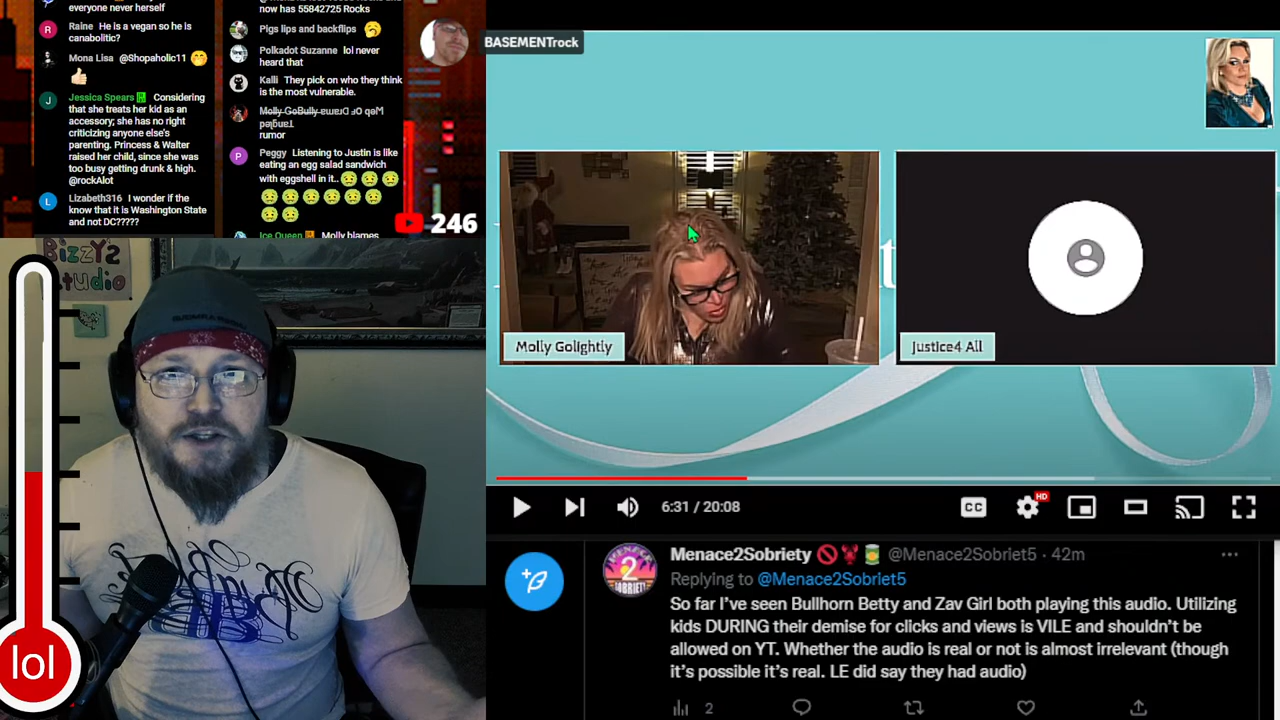 everyone never herself
Raine He is a vegan so he is
canabolitic?
Mona Lisa @Shopaholic11 🤭
👍🏻
Jessica Spears Considering
that she treats her kid as an
accessory; she has no right
criticizing anyone else's
parenting. Princess & Walter
raised her child, since she was
too busy getting drunk & high.
@rockAlot
Lizabeth316 I wonder if the
know that it is Washington State
and not DC?????
now has 55842725 Rocks
Pigs lips and backflips 🥱
Polkadot Suzanne lol never
heard that
Kalli They pick on who they think
is the most vulnerable.
rumor
Peggy Listening to Justin is like
eating an egg salad sandwich
with eggshell in it.. 🤢🤢🤢
🤢🤢🤢🤢🤢🤢
🤢🤢
Ice Queen Molly blames
246
BIZZY'Z
Studio
lol
BASEMENTrock
Molly Golightly
Justice4 All
6:31 / 20:08
CC
HD
MENACE
2
SOBRIETY
Menace2Sobriety 🚫🦞🥫 @Menace2Sobriet5 · 42m
Replying to @Menace2Sobriet5
So far I've seen Bullhorn Betty and Zav Girl both playing this audio. Utilizing
kids DURING their demise for clicks and views is VILE and shouldn't be
allowed on YT. Whether the audio is real or not is almost irrelevant (though
it's possible it's real. LE did say they had audio)
2